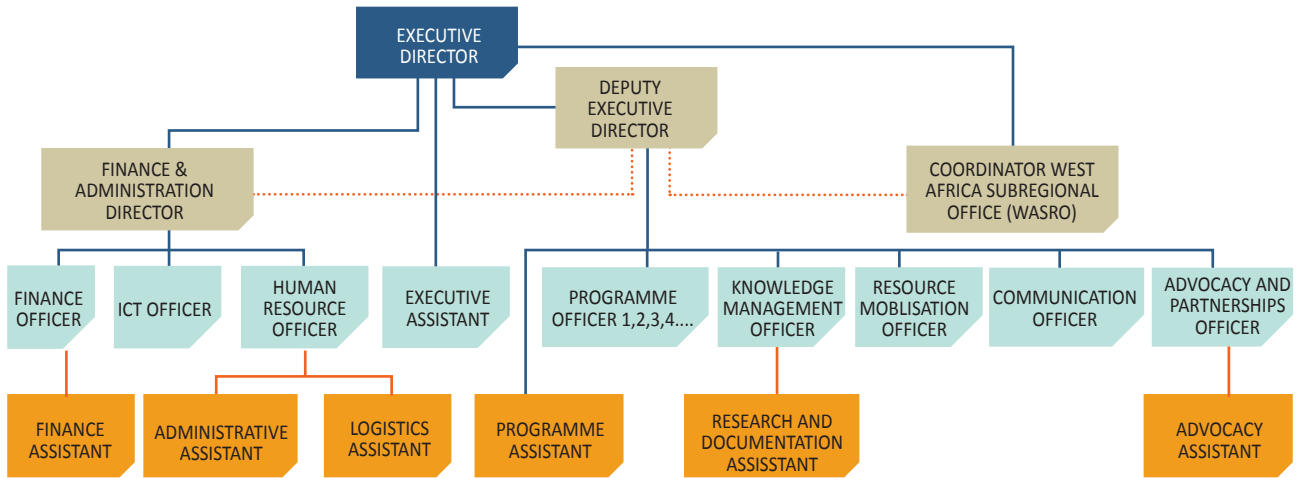 EXECUTIVE
DIRECTOR
DEPUTY
EXECUTIVE
DIRECTOR
FINANCE &
ADMINISTRATION
DIRECTOR
COORDINATOR WEST
AFRICA SUBREGIONAL
OFFICE (WASRO)
FINANCE
OFFICER
ICT OFFICER
HUMAN
RESOURCE
OFFICER
EXECUTIVE
ASSISTANT
PROGRAMME
OFFICER 1,2,3,4....
KNOWLEDGE
MANAGEMENT
OFFICER
RESOURCE
MOBLISATION
OFFICER
COMMUNICATION
OFFICER
ADVOCACY AND
PARTNERSHIPS
OFFICER
FINANCE
ASSISTANT
ADMINISTRATIVE
ASSISTANT
LOGISTICS
ASSISTANT
PROGRAMME
ASSISTANT
RESEARCH AND
DOCUMENTATION
ASSISSTANT
ADVOCACY
ASSISTANT